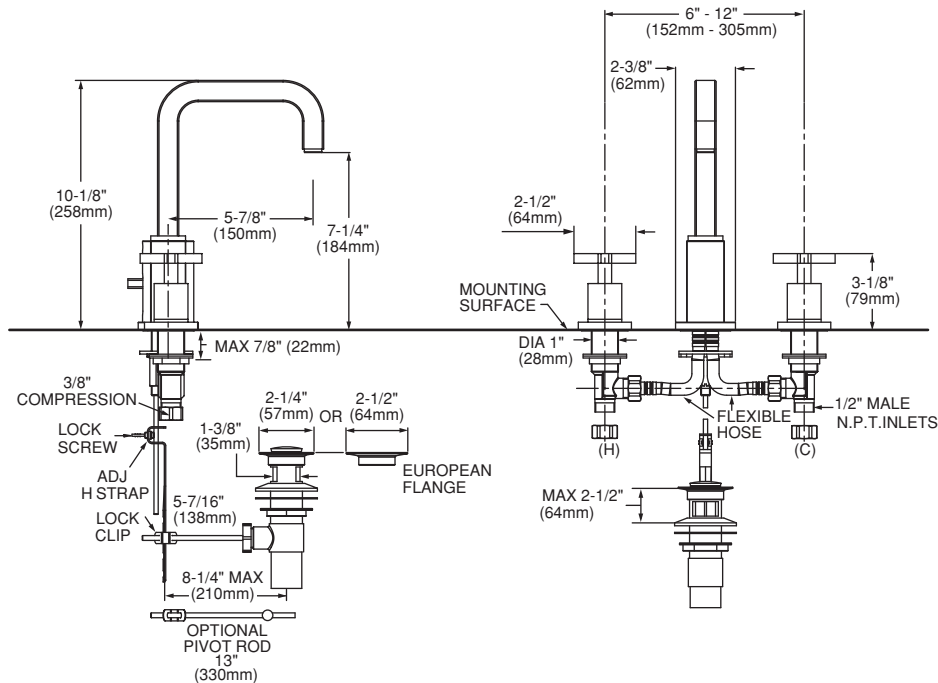 6" - 12"
(152mm - 305mm)
2-3/8"
(62mm)
10-1/8"
(258mm)
5-7/8"
(150mm)
7-1/4"
(184mm)
2-1/2"
(64mm)
3-1/8"
(79mm)
MOUNTING
SURFACE
MAX 7/8" (22mm)
DIA 1"
(28mm)
3/8"
COMPRESSION
2-1/4"
(57mm)
OR
2-1/2"
(64mm)
1-3/8"
(35mm)
LOCK
SCREW
ADJ
H STRAP
EUROPEAN
FLANGE
FLEXIBLE
HOSE
1/2" MALE
N.P.T.INLETS
(H)
(C)
5-7/16"
(138mm)
LOCK
CLIP
MAX 2-1/2"
(64mm)
8-1/4" MAX
(210mm)
OPTIONAL
PIVOT ROD
13"
(330mm)